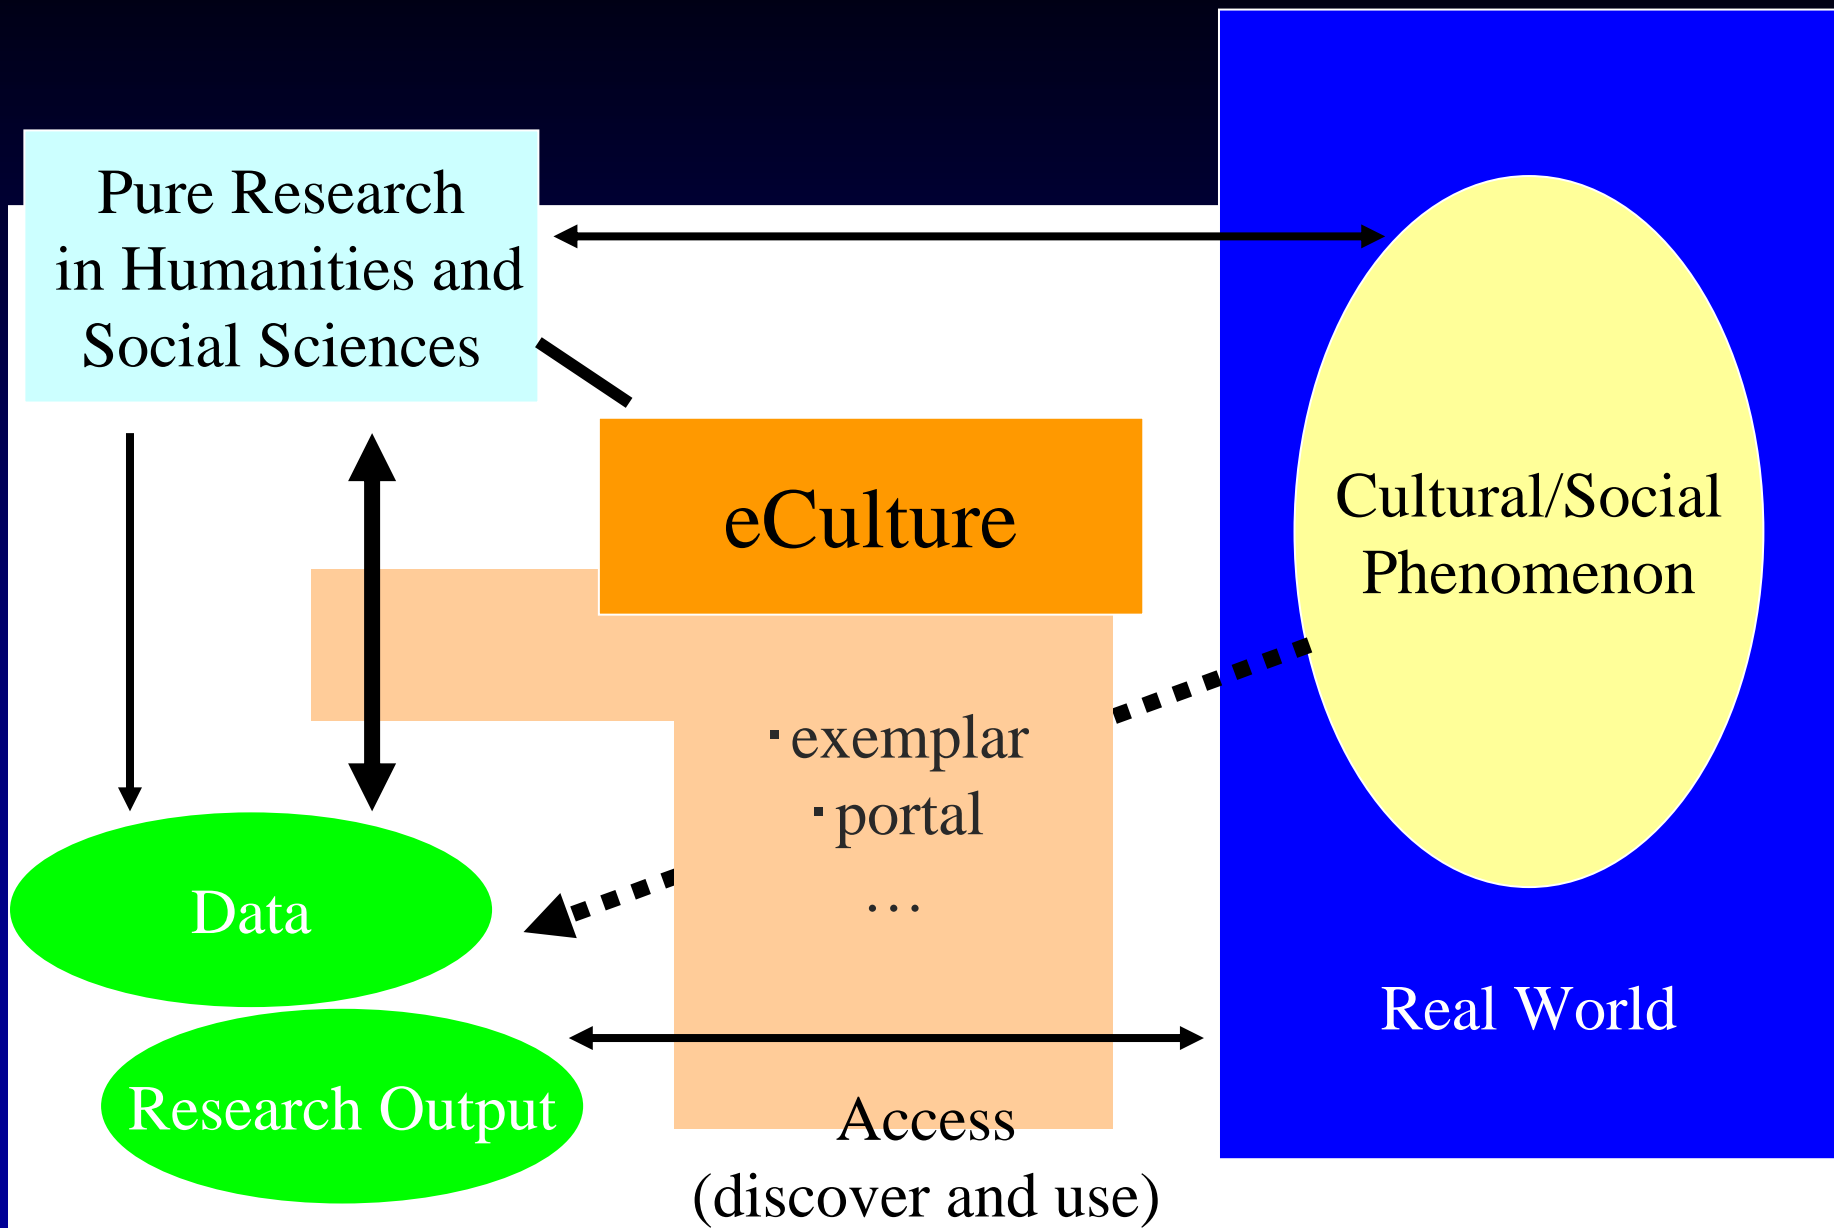 Pure Research
in Humanities and
Social Sciences
eCulture
Cultural/Social
Phenomenon
・exemplar
・portal
…
Data
Real World
Research Output
Access
(discover and use)